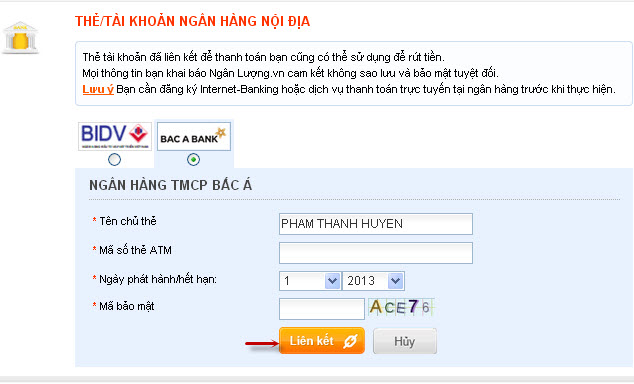 THẺ/TÀI KHOẢN NGÂN HÀNG NỘI ĐỊA
Thẻ tài khoản đã liên kết để thanh toán bạn cũng có thể sử dụng để rút tiền.
Mọi thông tin bạn khai báo Ngân Lượng.vn cam kết không sao lưu và bảo mật tuyệt đối.
Lưu ý Bạn cần đăng ký Internet-Banking hoặc dịch vụ thanh toán trực tuyến tại ngân hàng trước khi thực hiện.
BIDV BAC A BANK
NGÂN HÀNG TMCP BẮC Á
* Tên chủ thẻ PHAM THANH HUYEN
* Mã số thẻ ATM
* Ngày phát hành/hết hạn: 1 2013
* Mã bảo mật ACE76
Liên kết Hủy